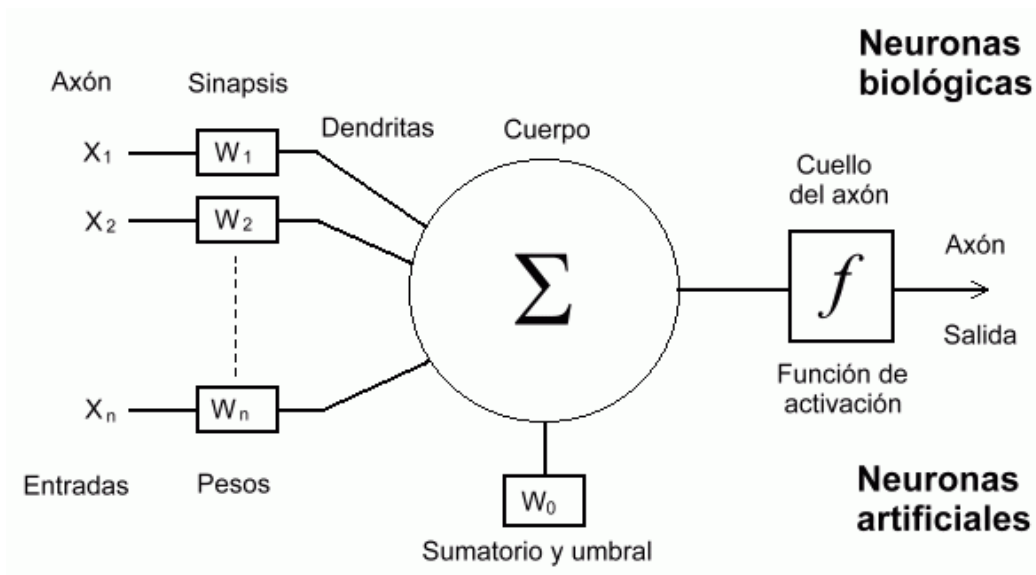 Neuronas
biológicas
Axón
Sinapsis
Dendritas
Cuerpo
Cuello
del axón
X1
W1
X2
W2
Σ
f
Axón
Salida
Xn
Wn
Función de
activación
Entradas
Pesos
W0
Sumatorio y umbral
Neuronas
artificiales